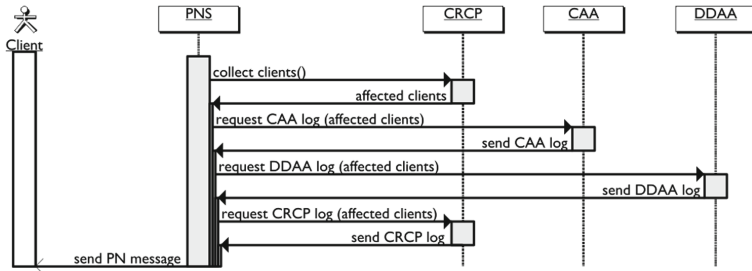 Client
PNS
CRCP
CAA
DDAA
collect clients()
affected clients
request CAA log (affected clients)
send CAA log
request DDAA log (affected clients)
send DDAA log
request CRCP log (affected clients)
send CRCP log
send PN message